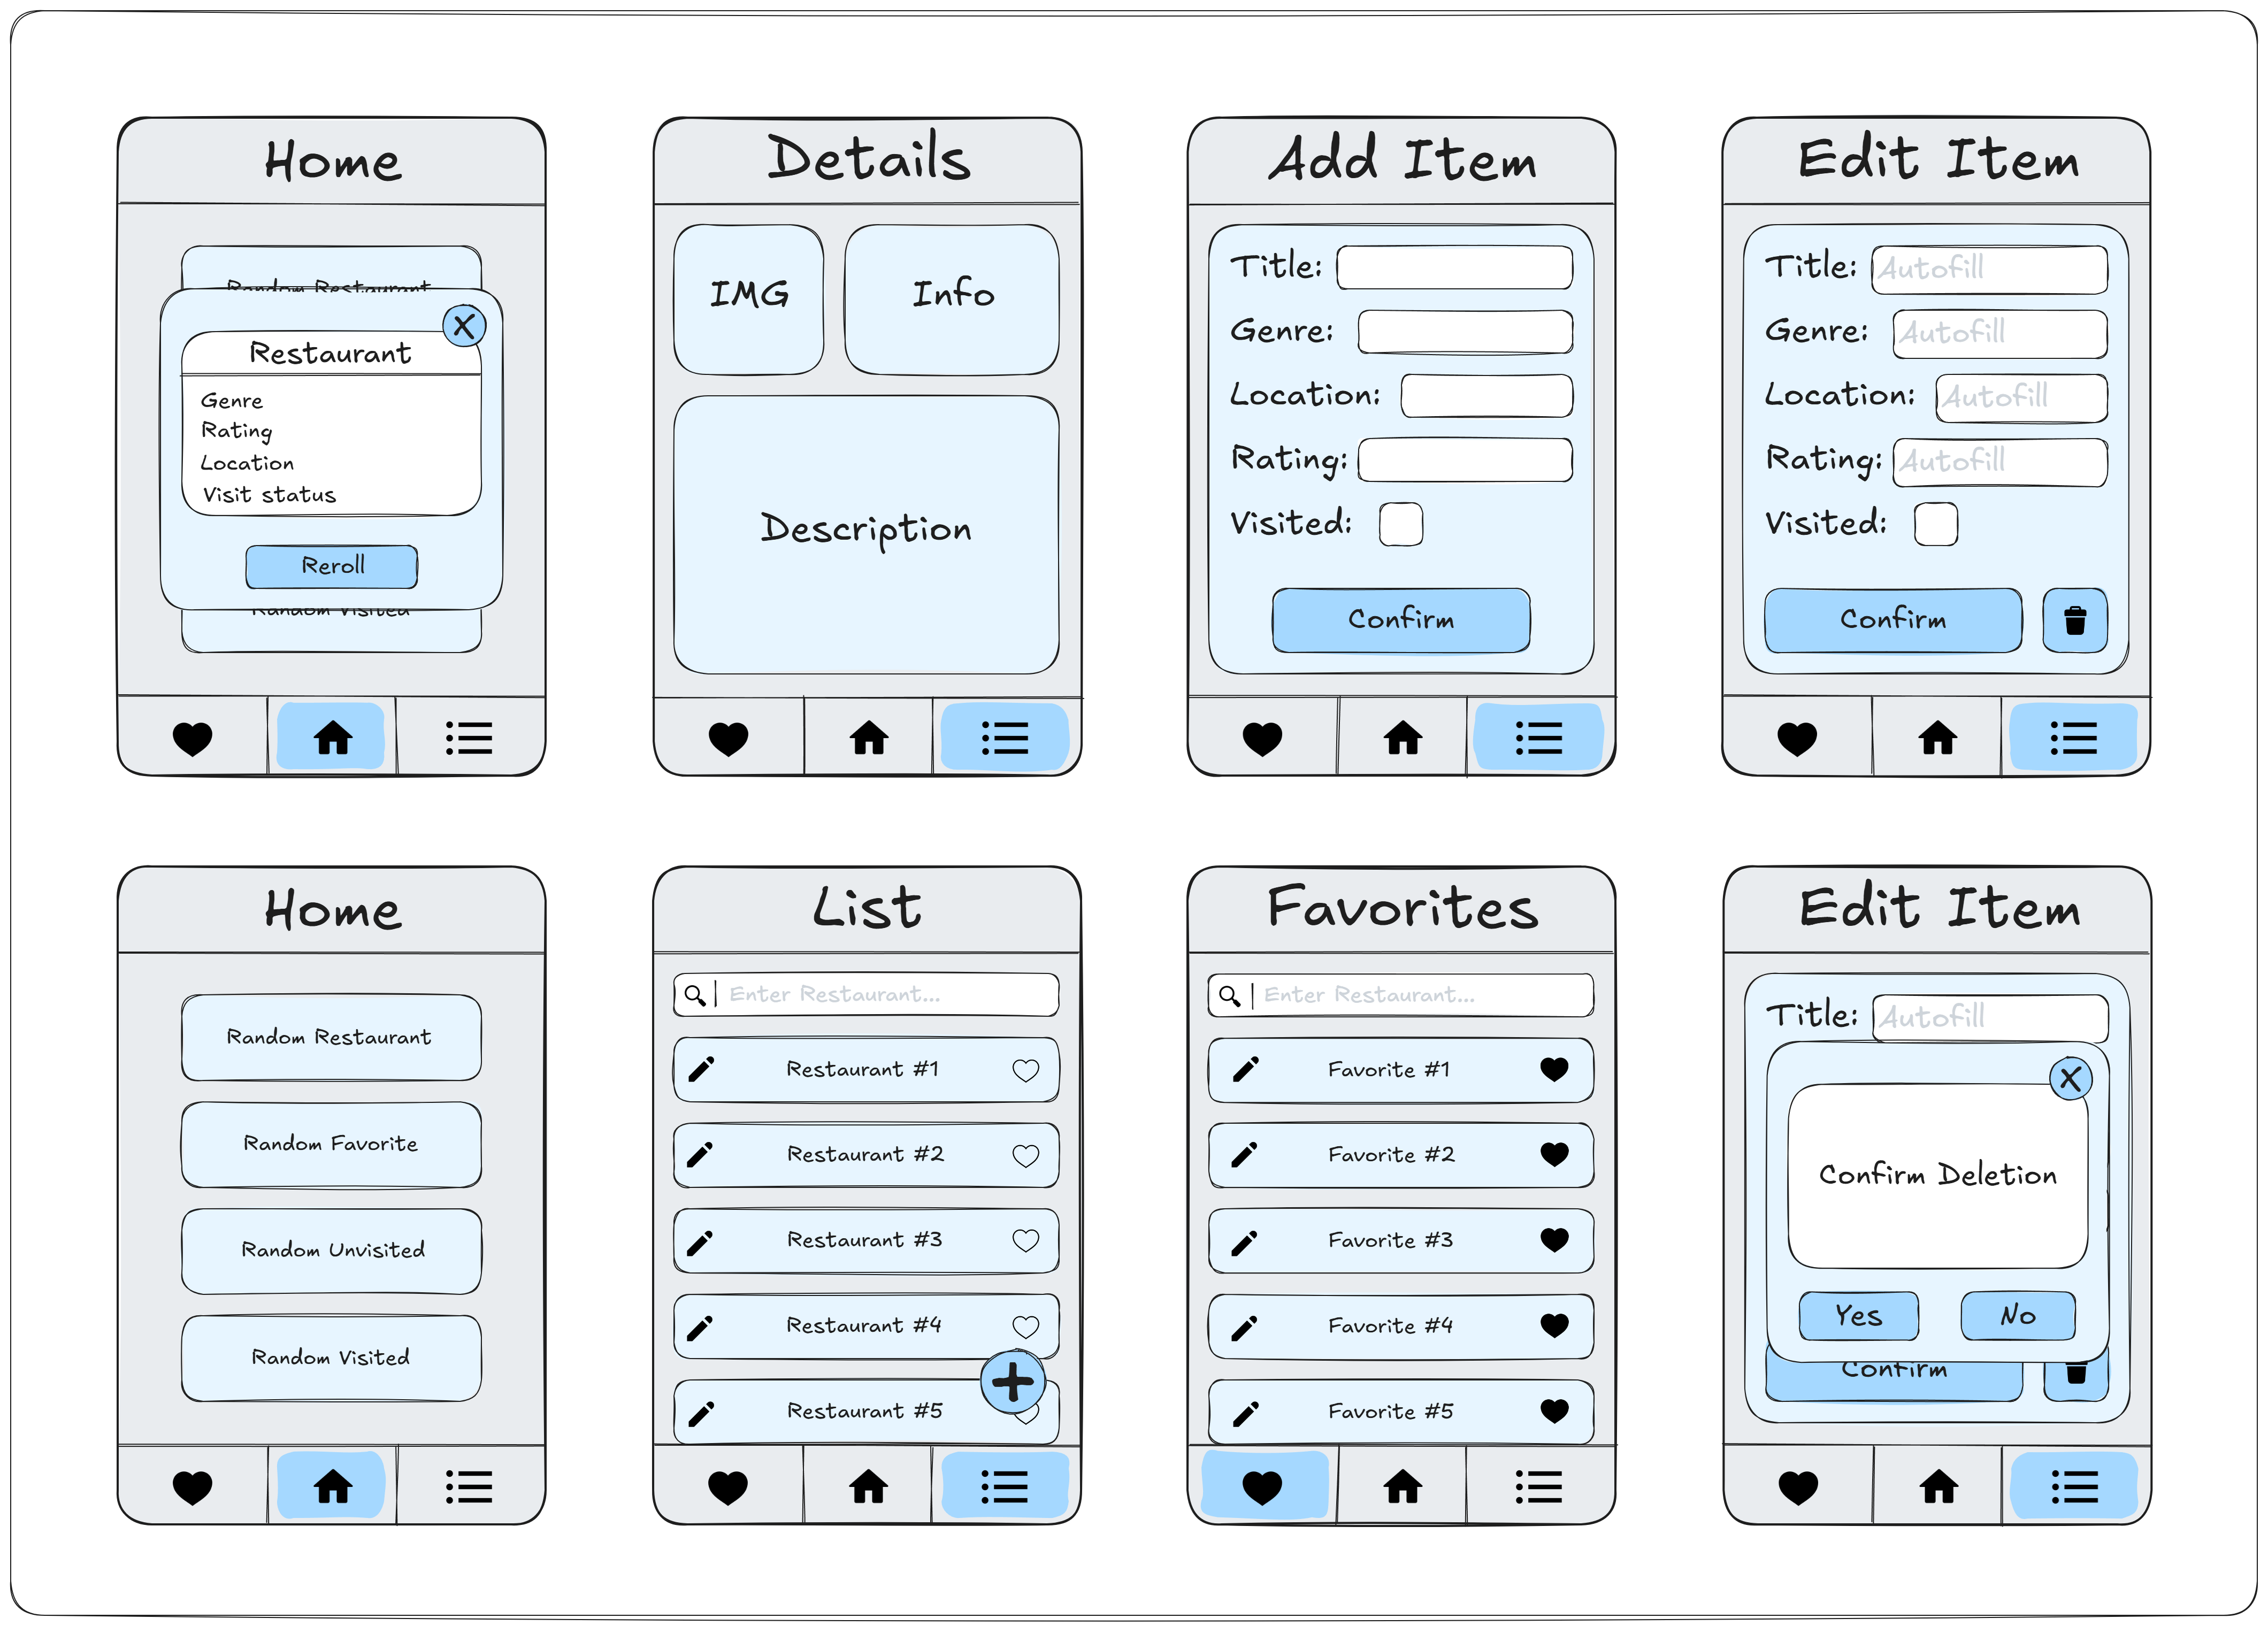 Home
Random Restaurant
X
Restaurant
Genre
Rating
Location
Visit status
Reroll
Random Visited
Details
IMG
Info
Description
Add Item
Title:
Genre:
Location:
Rating:
Visited:
Confirm
Edit Item
Title: Autofill
Genre: Autofill
Location: Autofill
Rating: Autofill
Visited:
Confirm
Home
Random Restaurant
Random Favorite
Random Unvisited
Random Visited
List
Enter Restaurant...
Restaurant #1
Restaurant #2
Restaurant #3
Restaurant #4
Restaurant #5
Favorites
Enter Restaurant...
Favorite #1
Favorite #2
Favorite #3
Favorite #4
Favorite #5
Edit Item
Title: Autofill
X
Confirm Deletion
Yes No
Confirm